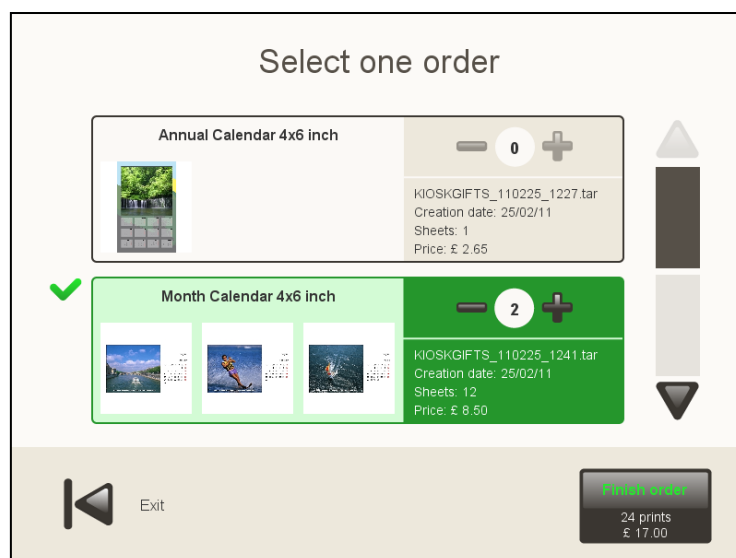 Select one order
Annual Calendar 4x6 inch
0
KIOSKGIFTS_110225_1227.tar
Creation date: 25/02/11
Sheets: 1
Price: £ 2.65
Month Calendar 4x6 inch
2
KIOSKGIFTS_110225_1241.tar
Creation date: 25/02/11
Sheets: 12
Price: £ 8.50
Exit
Finish order
24 prints
£ 17.00